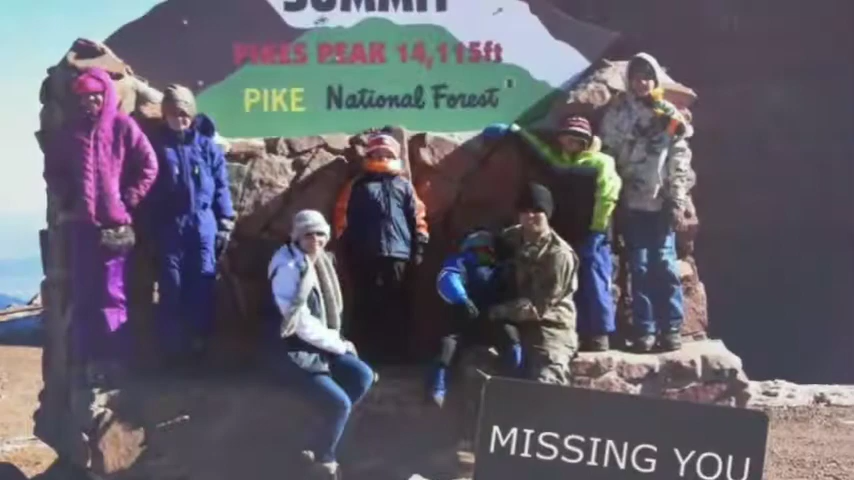 SUMMIT
PIKES PEAK 14,115ft
PIKE National Forest
MISSING YOU